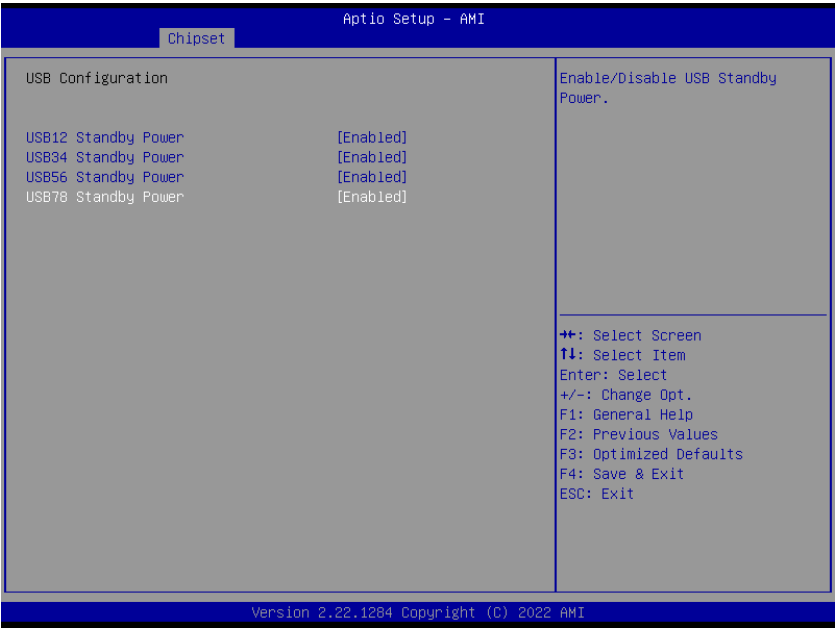 Aptio Setup – AMI
Chipset
USB Configuration
USB12 Standby Power [Enabled]
USB34 Standby Power [Enabled]
USB56 Standby Power [Enabled]
USB78 Standby Power [Enabled]
Enable/Disable USB Standby
Power.
→←: Select Screen
↑↓: Select Item
Enter: Select
+/-: Change Opt.
F1: General Help
F2: Previous Values
F3: Optimized Defaults
F4: Save & Exit
ESC: Exit
Version 2.22.1284 Copyright (C) 2022 AMI